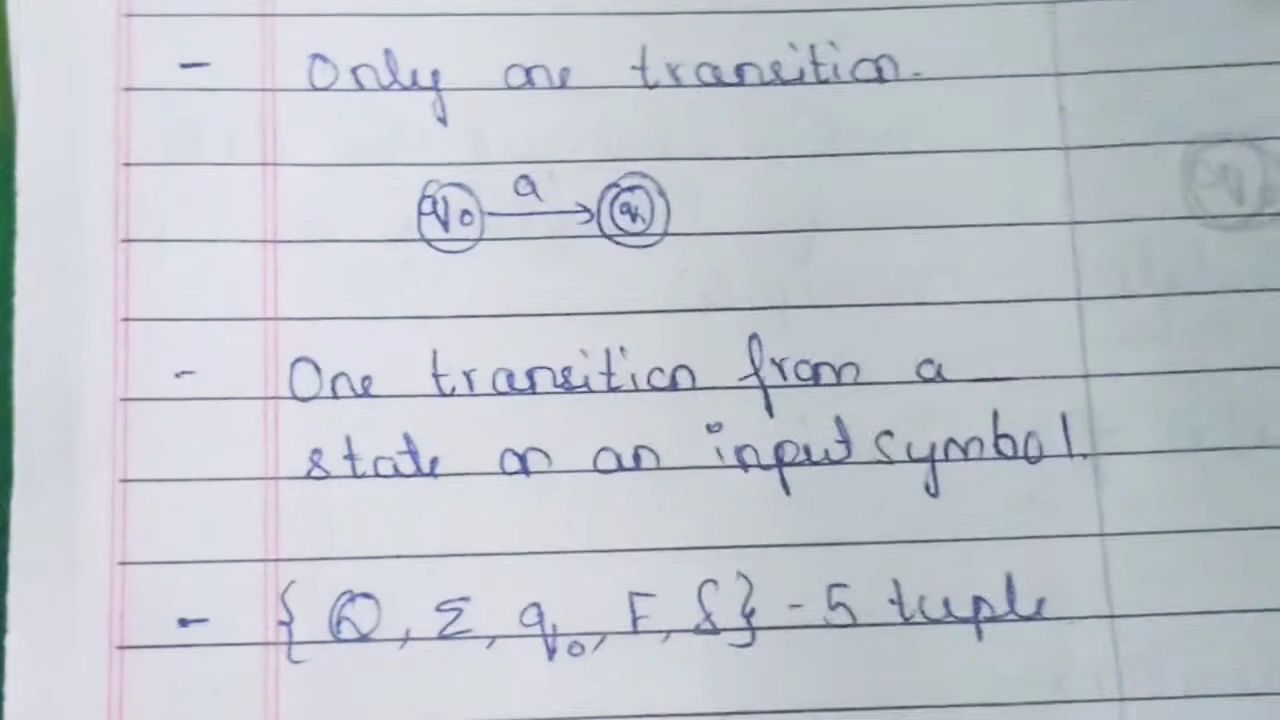 - Only one transition.
q0 a q1
- One transition from a
state on an input symbol.
- {Q, Σ, q0, F, δ} - 5 tuple